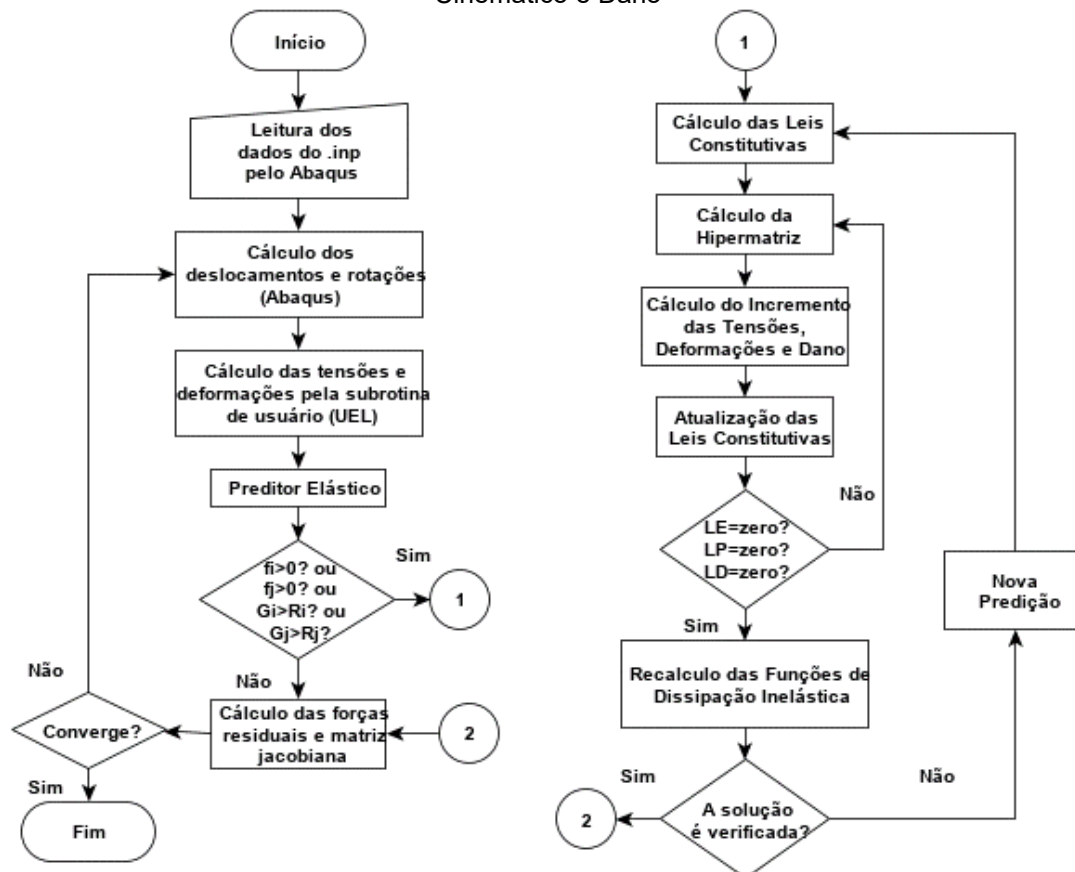 Cinemático e Dano
Início
Leitura dos
dados do .inp
pelo Abaqus
Cálculo dos
deslocamentos e rotações
(Abaqus)
Cálculo das tensões e
deformações pela subrotina
de usuário (UEL)
Preditor Elástico
fi>0? ou
fj>0? ou
Gi>Ri? ou
Gj>Rj?
Sim
1
Não
Cálculo das forças
residuais e matriz
jacobiana
2
Converge?
Não
Sim
Fim
1
Cálculo das Leis
Constitutivas
Cálculo da
Hipermatriz
Cálculo do Incremento
das Tensões,
Deformações e Dano
Atualização das
Leis Constitutivas
LE=zero?
LP=zero?
LD=zero?
Não
Sim
Recalculo das Funções de
Dissipação Inelástica
A solução
é verificada?
Sim
2
Não
Nova
Predição